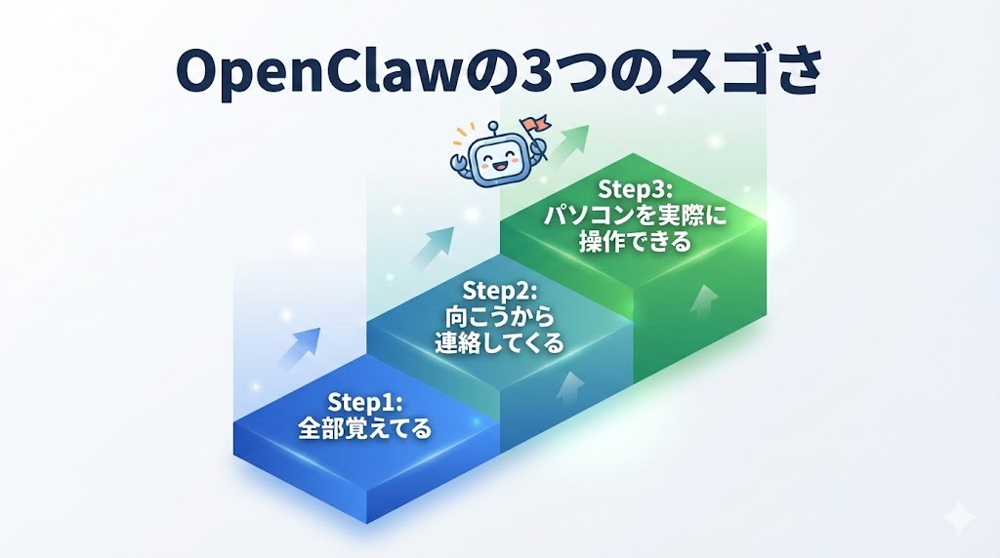 OpenClawの3つのスゴさ
Step1:
全部覚えてる
Step2:
向こうから
連絡してくる
Step3:
パソコンを実際に
操作できる